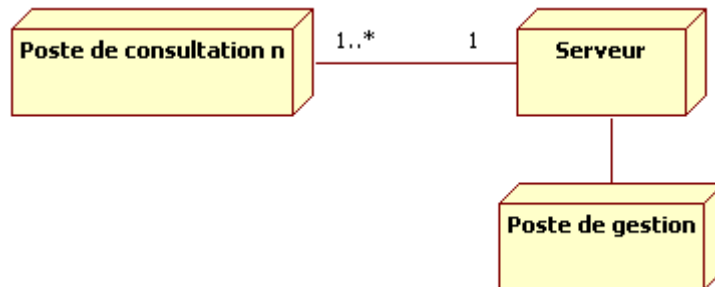 Poste de consultation n
1..*
1
Serveur
Poste de gestion